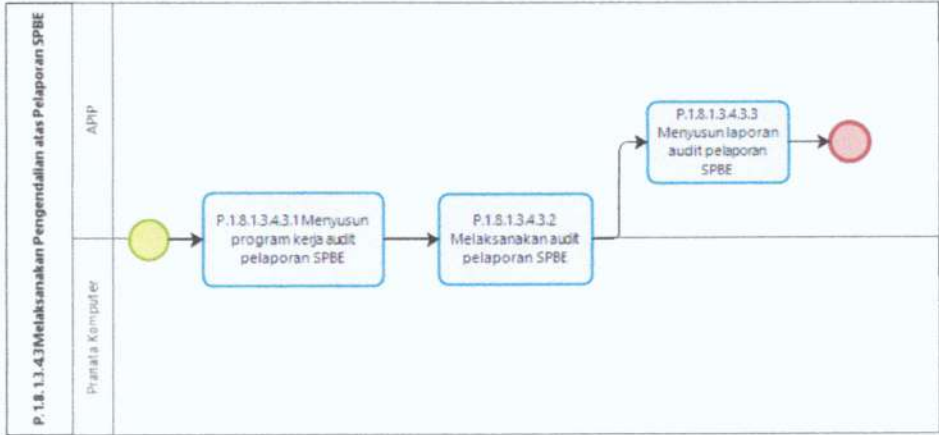 P.1.8.1.3.4.3Melaksanakan Pengendalian atas Pelaporan SPBE
APIP
Pranata Komputer
P.1.8.1.3.4.3.1 Menyusun
program kerja audit
pelaporan SPBE
P.1.8.1.3.4.3.2
Melaksanakan audit
pelaporan SPBE
P.1.8.1.3.4.3.3
Menyusun laporan
audit pelaporan
SPBE